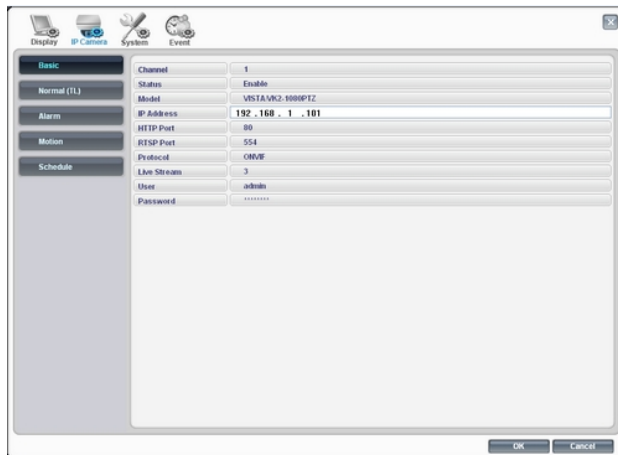 Display IP Camera System Event
Basic
Normal (TL)
Alarm
Motion
Schedule
Channel 1
Status Enable
Model VISTA VK2-1080PTZ
IP Address 192 .168 . 1 .101
HTTP Port 80
RTSP Port 554
Protocol ONVIF
Live Stream 3
User admin
Password ********
OK Cancel